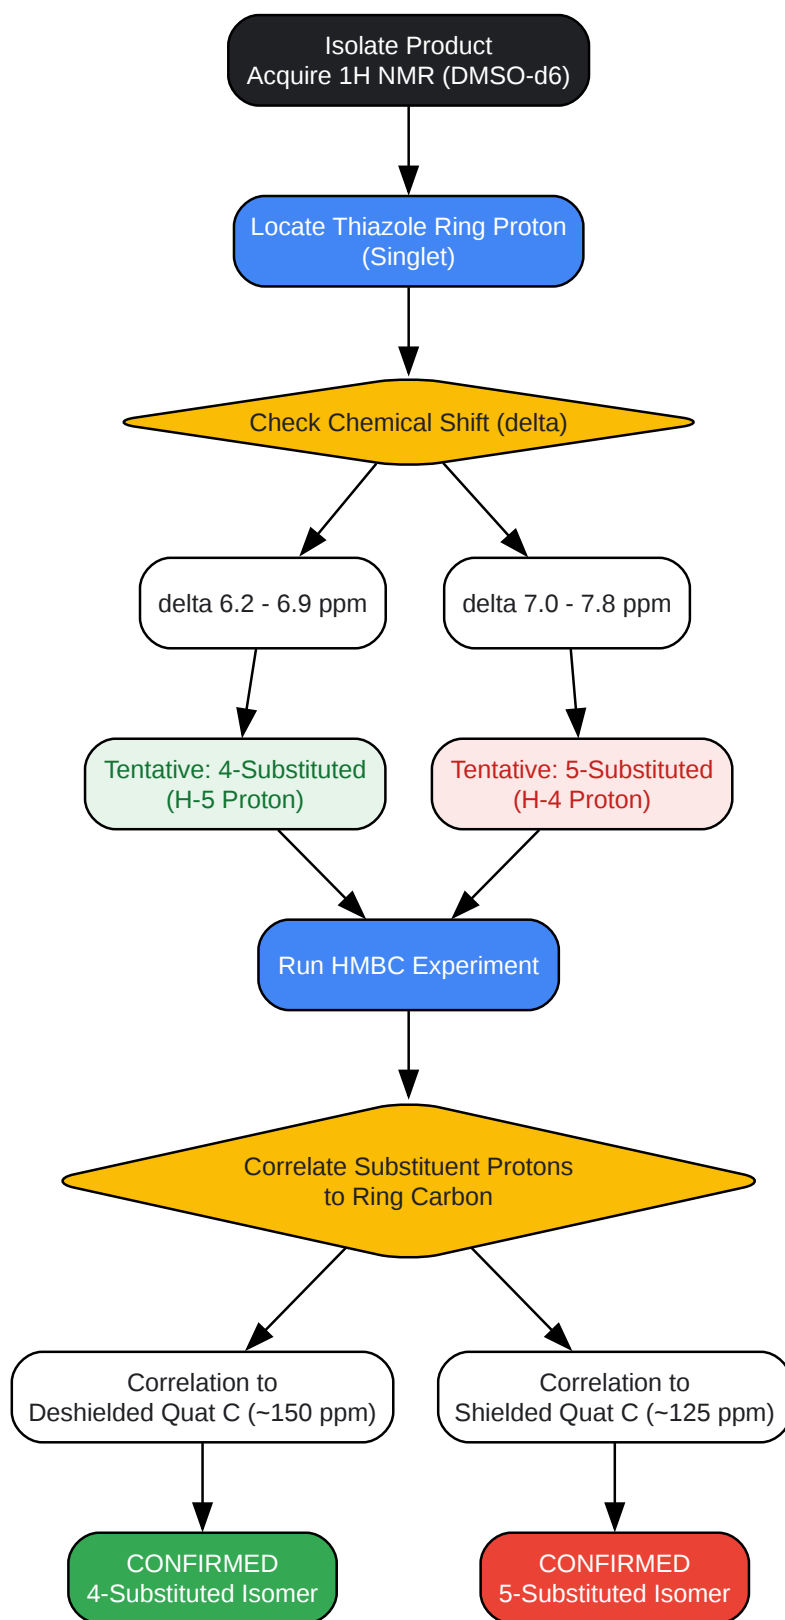 Isolate Product
Acquire 1H NMR (DMSO-d6)
Locate Thiazole Ring Proton
(Singlet)
Check Chemical Shift (delta)
delta 6.2 - 6.9 ppm
delta 7.0 - 7.8 ppm
Tentative: 4-Substituted
(H-5 Proton)
Tentative: 5-Substituted
(H-4 Proton)
Run HMBC Experiment
Correlate Substituent Protons
to Ring Carbon
Correlation to
Deshielded Quat C (~150 ppm)
Correlation to
Shielded Quat C (~125 ppm)
CONFIRMED
4-Substituted Isomer
CONFIRMED
5-Substituted Isomer